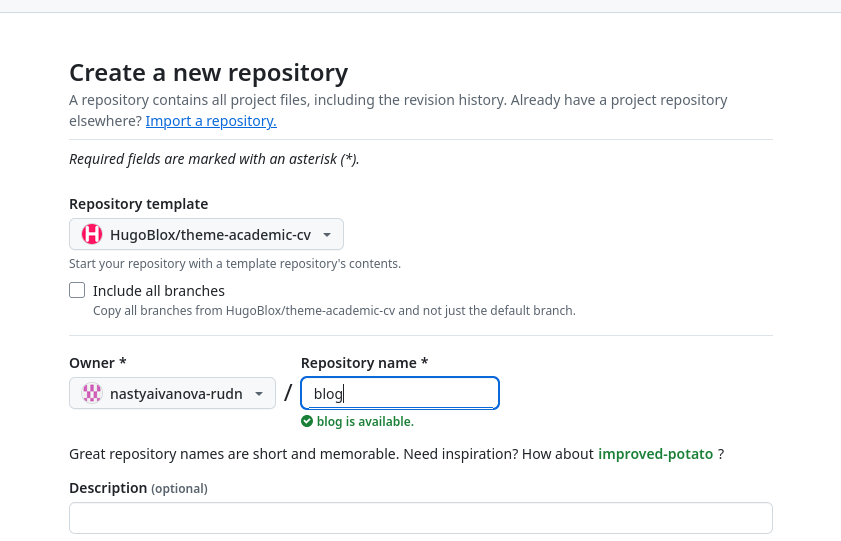 Create a new repository
A repository contains all project files, including the revision history. Already have a project repository
elsewhere? Import a repository.
Required fields are marked with an asterisk (*).
Repository template
HugoBlox/theme-academic-cv
Start your repository with a template repository's contents.
Include all branches
Copy all branches from HugoBlox/theme-academic-cv and not just the default branch.
Owner * Repository name *
nastyaivanova-rudn / blog
blog is available.
Great repository names are short and memorable. Need inspiration? How about improved-potato ?
Description (optional)